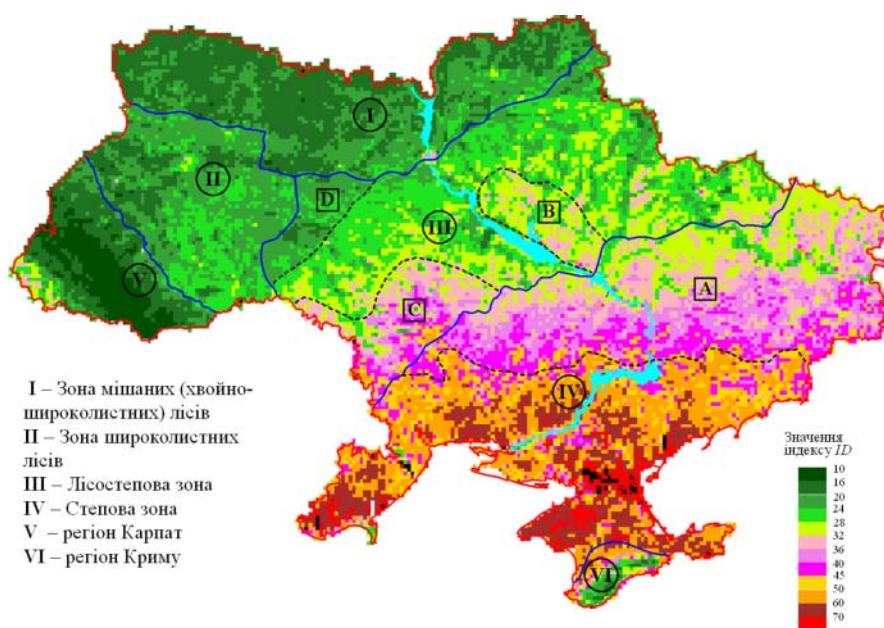 I
II
D
B
III
V
C
A
IV
VI
I – Зона мішаних (хвойно-
широколистних) лісів
II – Зона широколистних
лісів
III – Лісостепова зона
IV – Степова зона
V – регіон Карпат
VI – регіон Криму
Значення
індексу ID
10
16
20
24
28
32
36
40
45
50
60
70